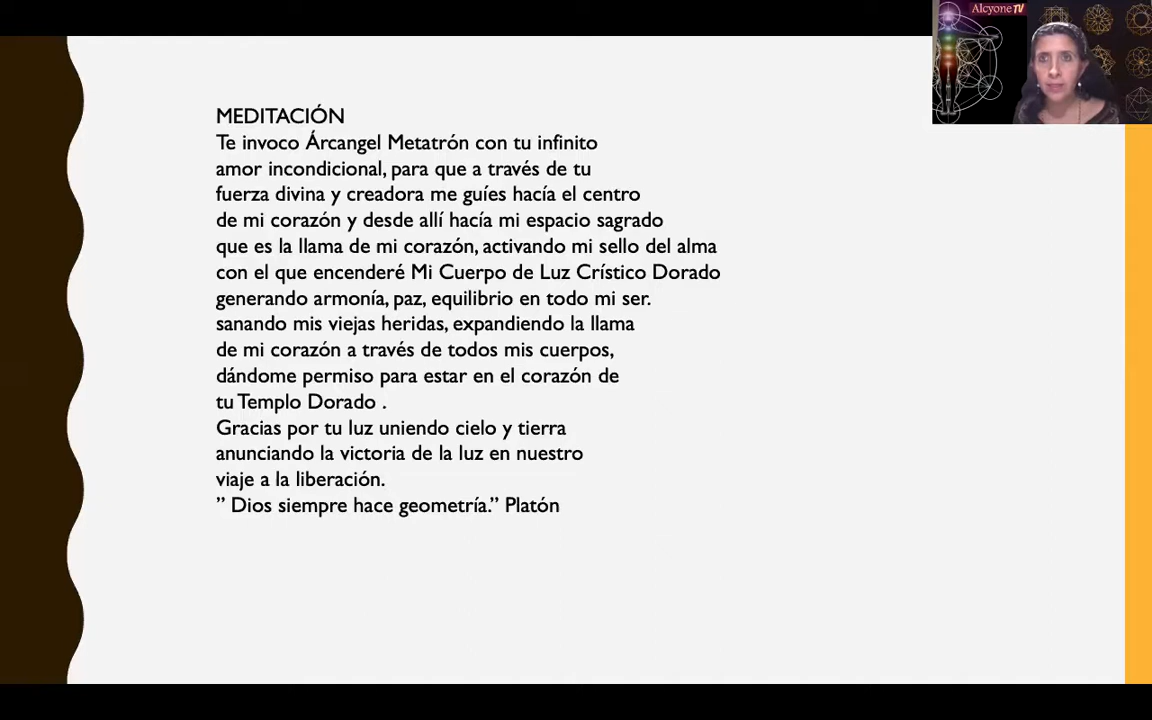 Alcyone TV
MEDITACIÓN
Te invoco Árcangel Metatrón con tu infinito
amor incondicional, para que a través de tu
fuerza divina y creadora me guíes hacía el centro
de mi corazón y desde allí hacía mi espacio sagrado
que es la llama de mi corazón, activando mi sello del alma
con el que encenderé Mi Cuerpo de Luz Crístico Dorado
generando armonía, paz, equilibrio en todo mi ser.
sanando mis viejas heridas, expandiendo la llama
de mi corazón a través de todos mis cuerpos,
dándome permiso para estar en el corazón de
tu Templo Dorado .
Gracias por tu luz uniendo cielo y tierra
anunciando la victoria de la luz en nuestro
viaje a la liberación.
” Dios siempre hace geometría.” Platón